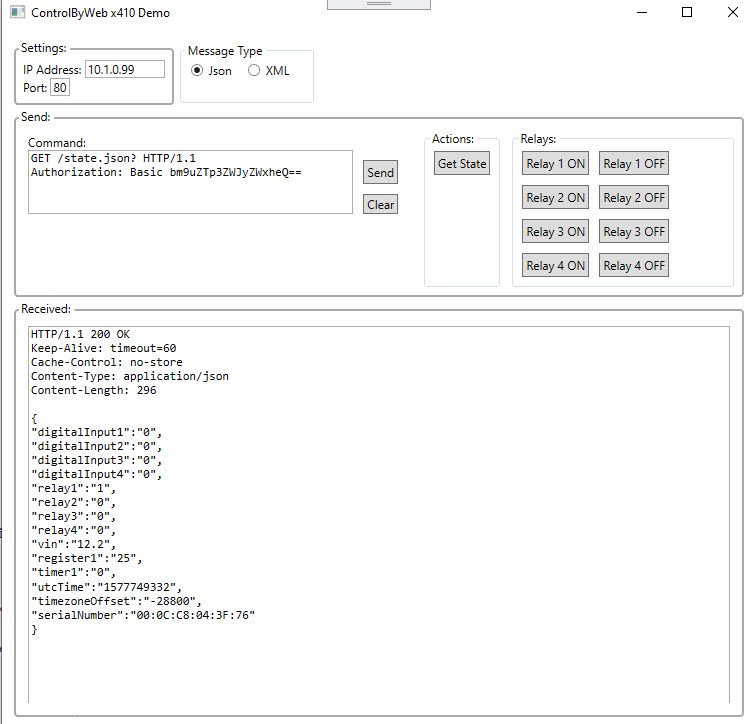 ControlByWeb x410 Demo
Settings:
IP Address: 10.1.0.99
Port: 80
Message Type
Json XML
Send:
Command:
GET /state.json? HTTP/1.1
Authorization: Basic bm9uZTp3ZWJyZWxheQ==
Send
Clear
Actions:
Get State
Relays:
Relay 1 ON Relay 1 OFF
Relay 2 ON Relay 2 OFF
Relay 3 ON Relay 3 OFF
Relay 4 ON Relay 4 OFF
Received:
HTTP/1.1 200 OK
Keep-Alive: timeout=60
Cache-Control: no-store
Content-Type: application/json
Content-Length: 296
{
"digitalInput1":"0",
"digitalInput2":"0",
"digitalInput3":"0",
"digitalInput4":"0",
"relay1":"1",
"relay2":"0",
"relay3":"0",
"relay4":"0",
"vin":"12.2",
"register1":"25",
"timer1":"0",
"utcTime":"1577749332",
"timezoneOffset":"-28800",
"serialNumber":"00:0C:C8:04:3F:76"
}